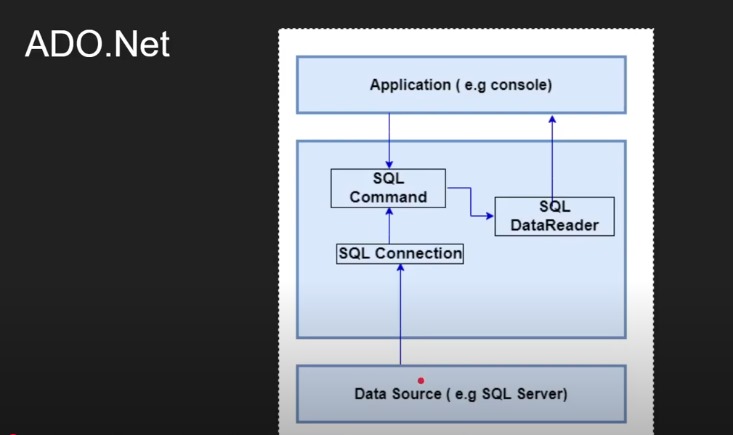 ADO.Net
Application ( e.g console)
SQL
Command
SQL
DataReader
SQL Connection
Data Source ( e.g SQL Server)